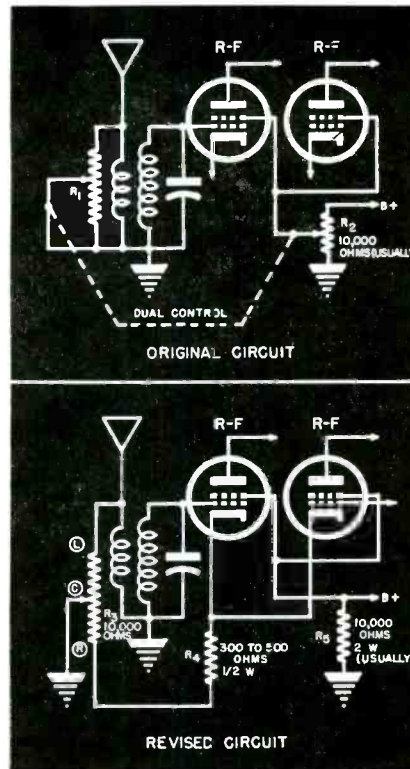 R-F R-F
R1
B+
R2
10,000
OHMS (USUALLY)
DUAL CONTROL
ORIGINAL CIRCUIT
R-F R-F
L
C
R3
10,000
OHMS
R
B+
R4
300 TO 500
OHMS
1/2 W
R5
10,000
OHMS
2 W
(USUALLY)
REVISED CIRCUIT